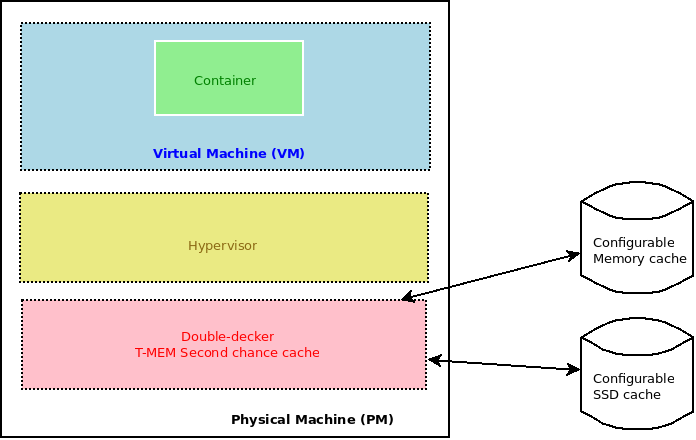 Container
Virtual Machine (VM)
Hypervisor
Configurable
Memory cache
Double-decker
T-MEM Second chance cache
Configurable
SSD cache
Physical Machine (PM)